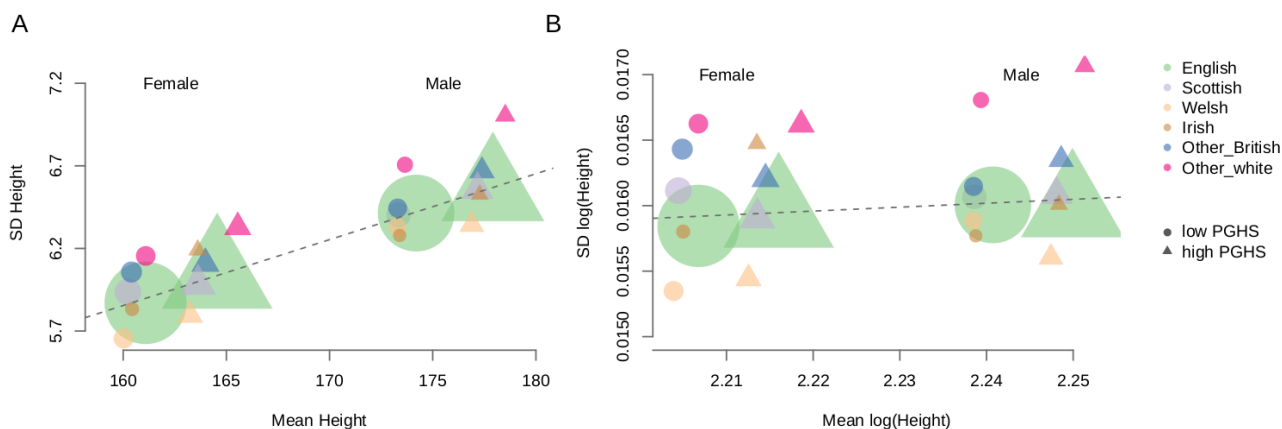 A
B
Female
Male
7.2
6.7
6.2
5.7
SD Height
160
165
170
175
180
Mean Height
Female
Male
0.0170
0.0165
0.0160
0.0155
0.0150
SD log(Height)
2.21
2.22
2.23
2.24
2.25
Mean log(Height)
English
Scottish
Welsh
Irish
Other_British
Other_white
low PGHS
high PGHS